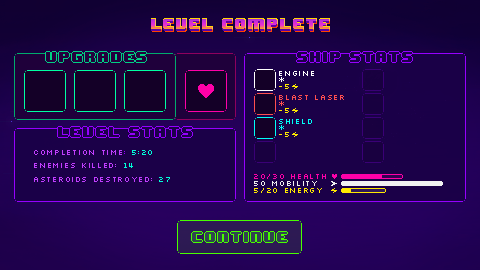 LEVEL COMPLETE
UPGRADES
LEVEL STATS
COMPLETION TIME: 5:20
ENEMIES KILLED: 14
ASTEROIDS DESTROYED: 27
SHIP STATS
ENGINE
*
-5
BLAST LASER
*
-5
SHIELD
*
-5
20/30 HEALTH
50 MOBILITY
5/20 ENERGY
CONTINUE